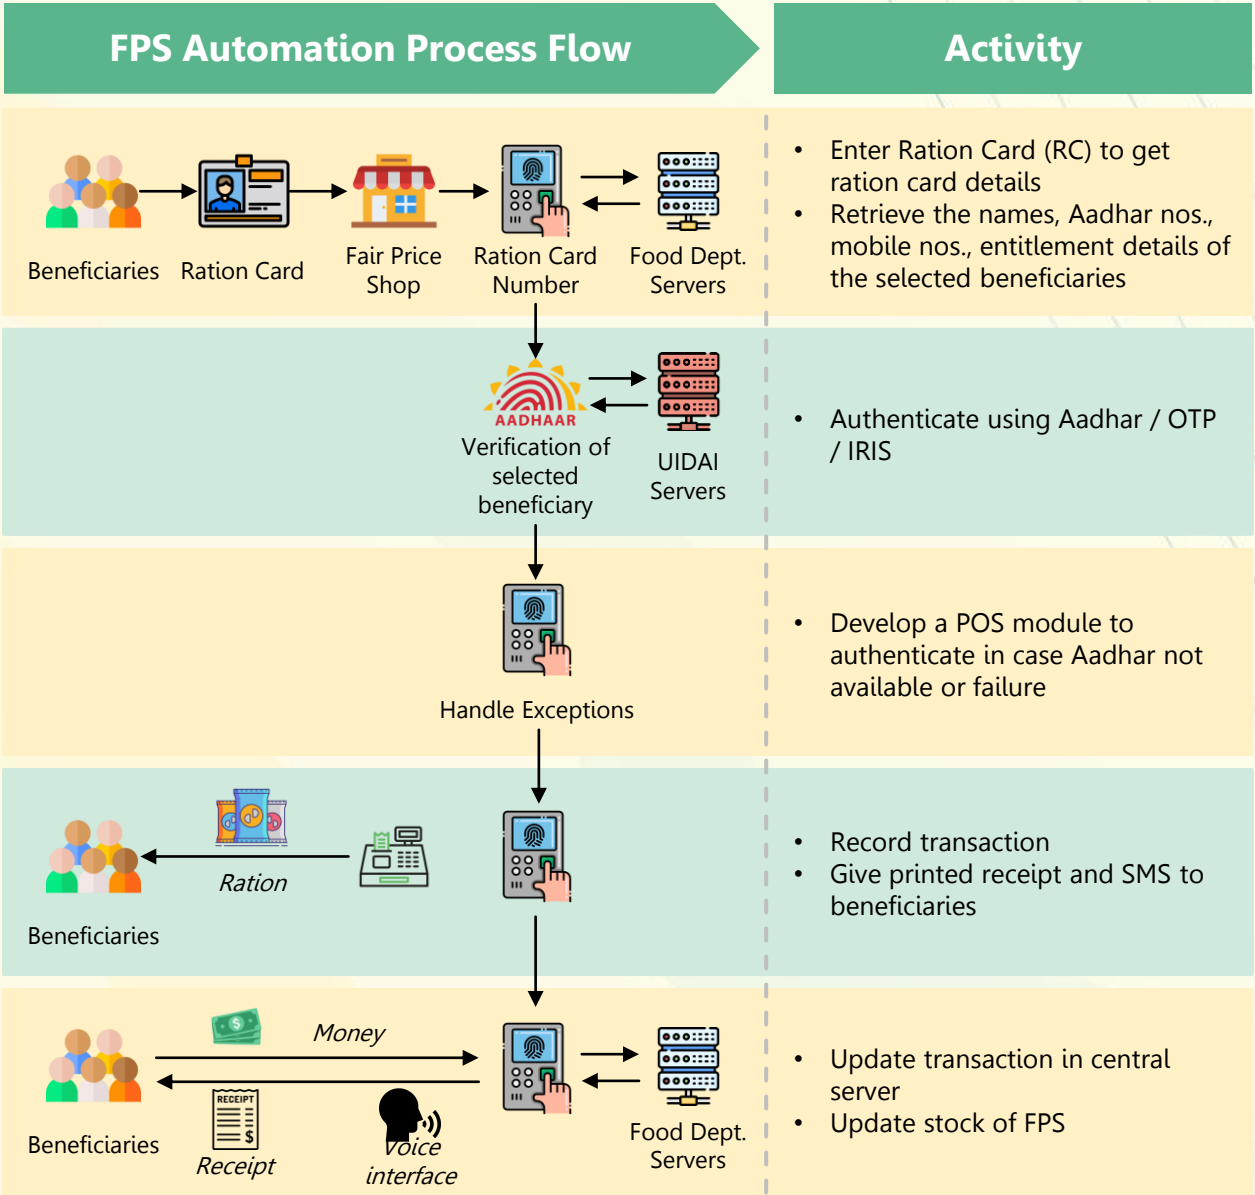 FPS Automation Process Flow
Activity
Beneficiaries
Ration Card
Fair Price
Shop
Ration Card
Number
Food Dept.
Servers
• Enter Ration Card (RC) to get
ration card details
• Retrieve the names, Aadhar nos.,
mobile nos., entitlement details of
the selected beneficiaries
AADHAAR
Verification of
selected
beneficiary
UIDAI
Servers
• Authenticate using Aadhar / OTP
/ IRIS
Handle Exceptions
• Develop a POS module to
authenticate in case Aadhar not
available or failure
Ration
Beneficiaries
• Record transaction
• Give printed receipt and SMS to
beneficiaries
Money
Beneficiaries
RECEIPT
$
Receipt
Voice
interface
Food Dept.
Servers
• Update transaction in central
server
• Update stock of FPS